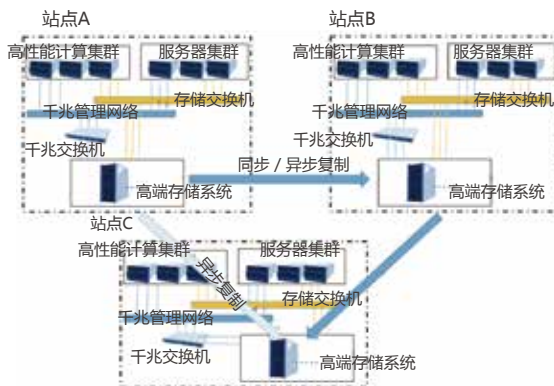 站点A
高性能计算集群
服务器集群
存储交换机
千兆管理网络
千兆交换机
高端存储系统
站点B
高性能计算集群
服务器集群
存储交换机
千兆管理网络
千兆交换机
高端存储系统
同步 / 异步复制
站点C
高性能计算集群
服务器集群
异步复制
存储交换机
千兆管理网络
千兆交换机
高端存储系统